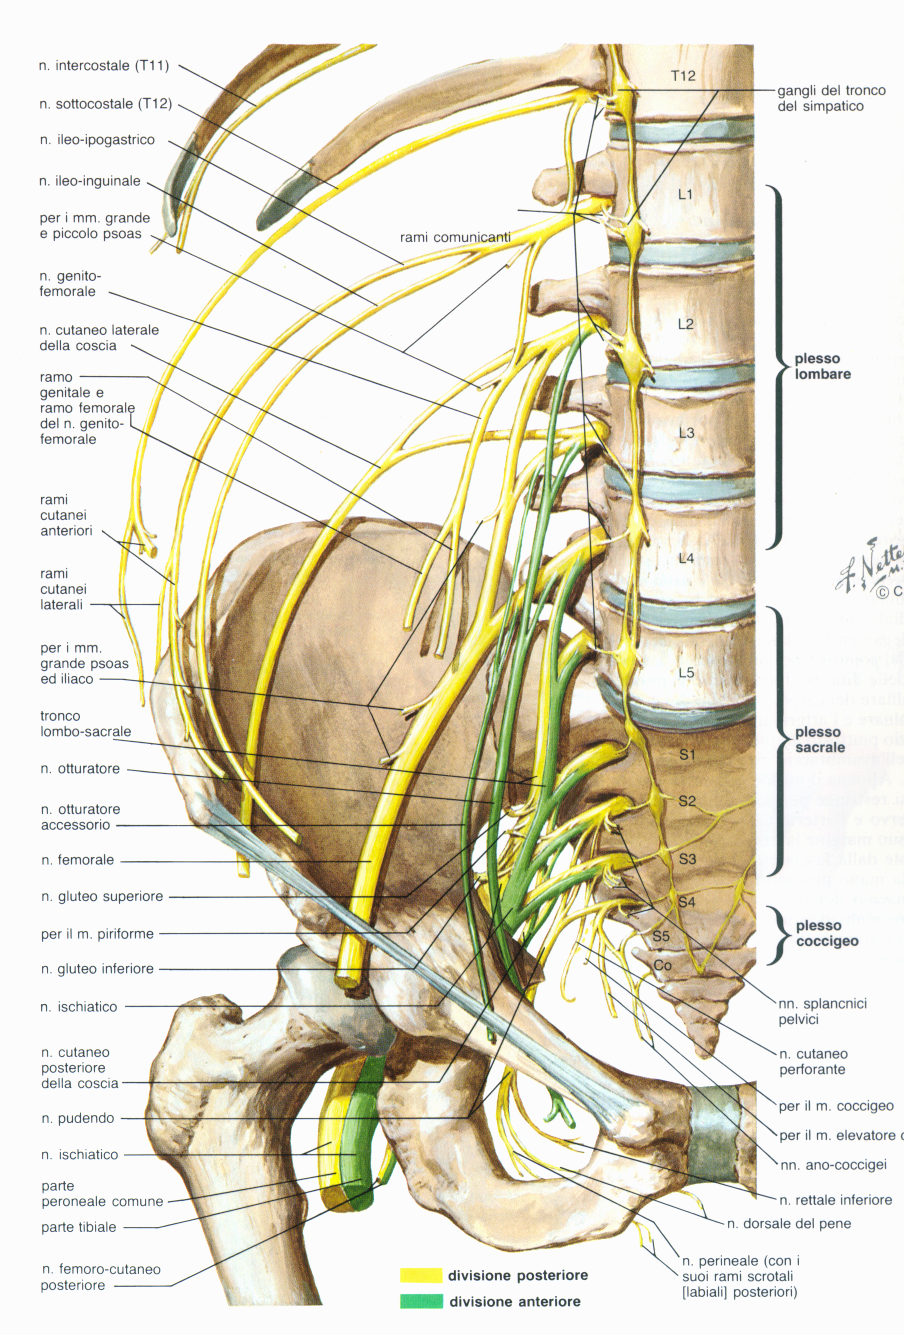 n. intercostale (T11)
n. sottocostale (T12)
n. ileo-ipogastrico
n. ileo-inguinale
per i mm. grande
e piccolo psoas
n. genito-
femorale
n. cutaneo laterale
della coscia
ramo
genitale e
ramo femorale
del n. genito-
femorale
rami
cutanei
anteriori
rami
cutanei
laterali
per i mm.
grande psoas
ed iliaco
tronco
lombo-sacrale
n. otturatore
n. otturatore
accessorio
n. femorale
n. gluteo superiore
per il m. piriforme
n. gluteo inferiore
n. ischiatico
n. cutaneo
posteriore
della coscia
n. pudendo
n. ischiatico
parte
peroneale comune
parte tibiale
n. femoro-cutaneo
posteriore
rami comunicanti
T12
L1
L2
L3
L4
L5
S1
S2
S3
S4
S5
Co
gangli del tronco
del simpatico
plesso
lombare
plesso
sacrale
plesso
coccigeo
nn. splancnici
pelvici
n. cutaneo
perforante
per il m. coccigeo
per il m. elevatore
nn. ano-coccigei
n. rettale inferiore
n. dorsale del pene
n. perineale (con i
suoi rami scrotali
[labiali] posteriori)
divisione posteriore
divisione anteriore
F. Nette
© C